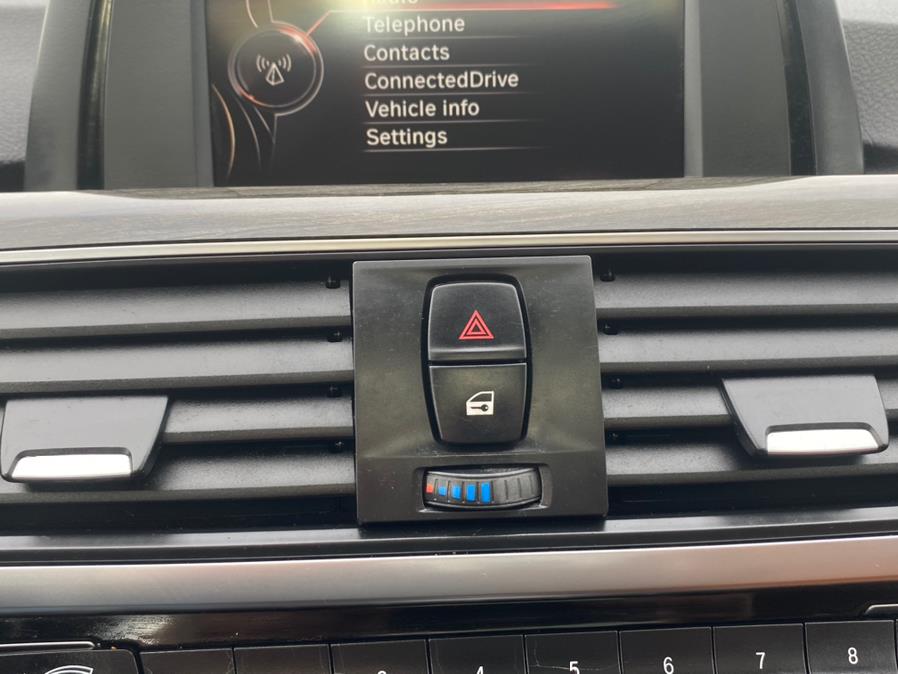 Telephone
Contacts
ConnectedDrive
Vehicle info
Settings
4 5 6 7 8